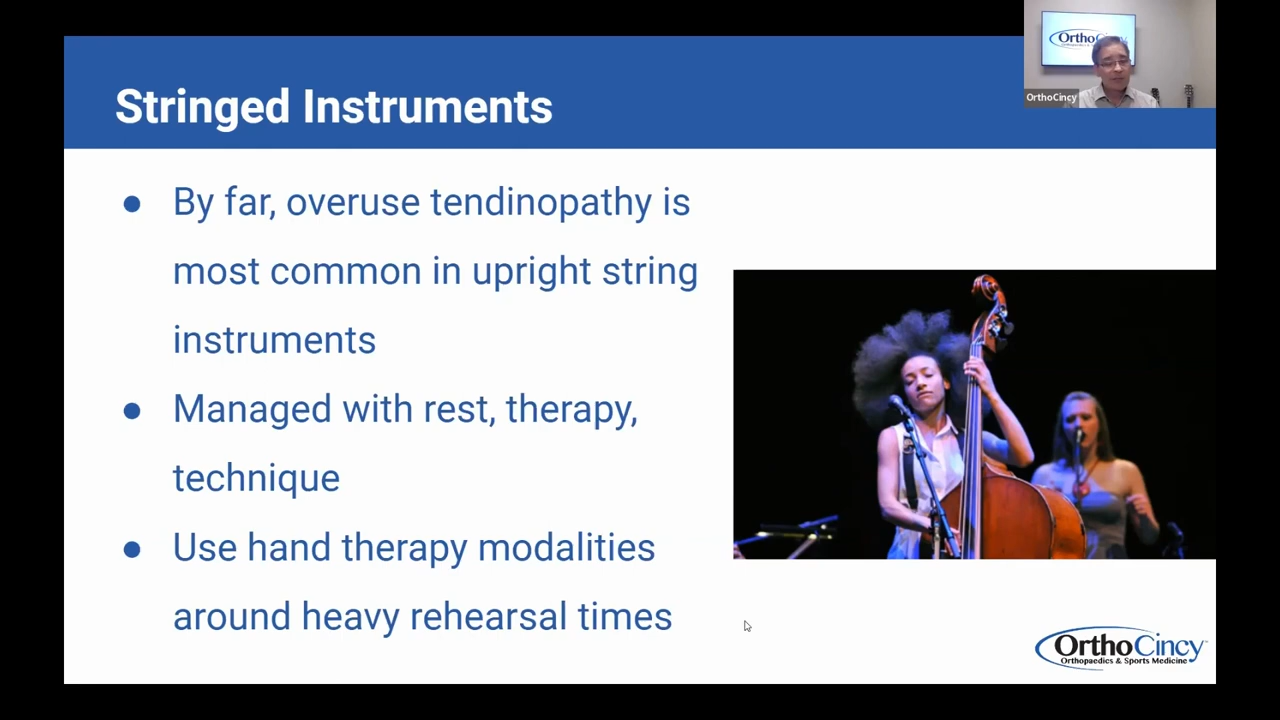 Stringed Instruments
OrthoCincy
● By far, overuse tendinopathy is
most common in upright string
instruments
● Managed with rest, therapy,
technique
● Use hand therapy modalities
around heavy rehearsal times
OrthoCincy
Orthopaedics & Sports Medicine